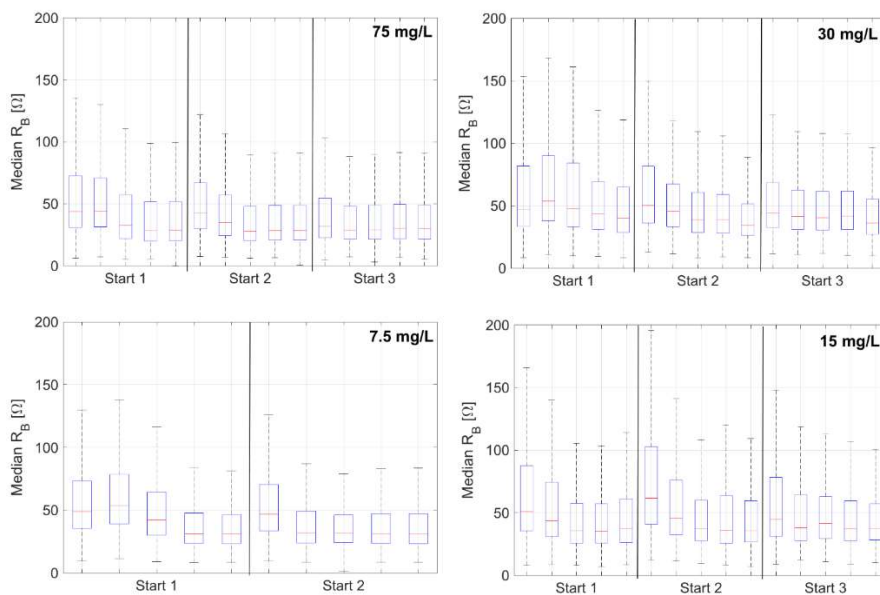 75 mg/L
200
150
100
50
0
Median R_B [Ω]
Start 1
Start 2
Start 3
30 mg/L
200
150
100
50
0
Median R_B [Ω]
Start 1
Start 2
Start 3
7.5 mg/L
200
150
100
50
0
Median R_B [Ω]
Start 1
Start 2
15 mg/L
200
150
100
50
0
Median R_B [Ω]
Start 1
Start 2
Start 3